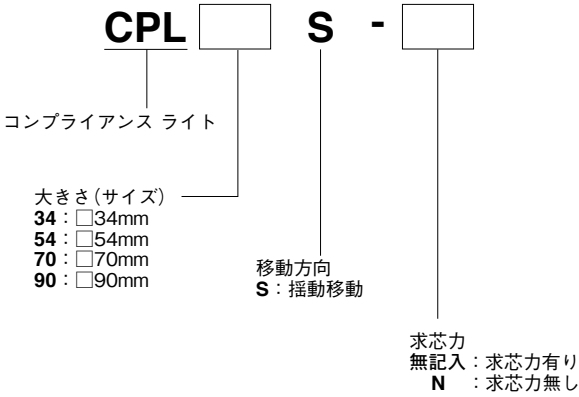 CPL□ S - □
コンプライアンス ライト
大きさ(サイズ)
34：□34mm
54：□54mm
70：□70mm
90：□90mm
移動方向
S：揺動移動
求芯力
無記入：求芯力有り
N ：求芯力無し